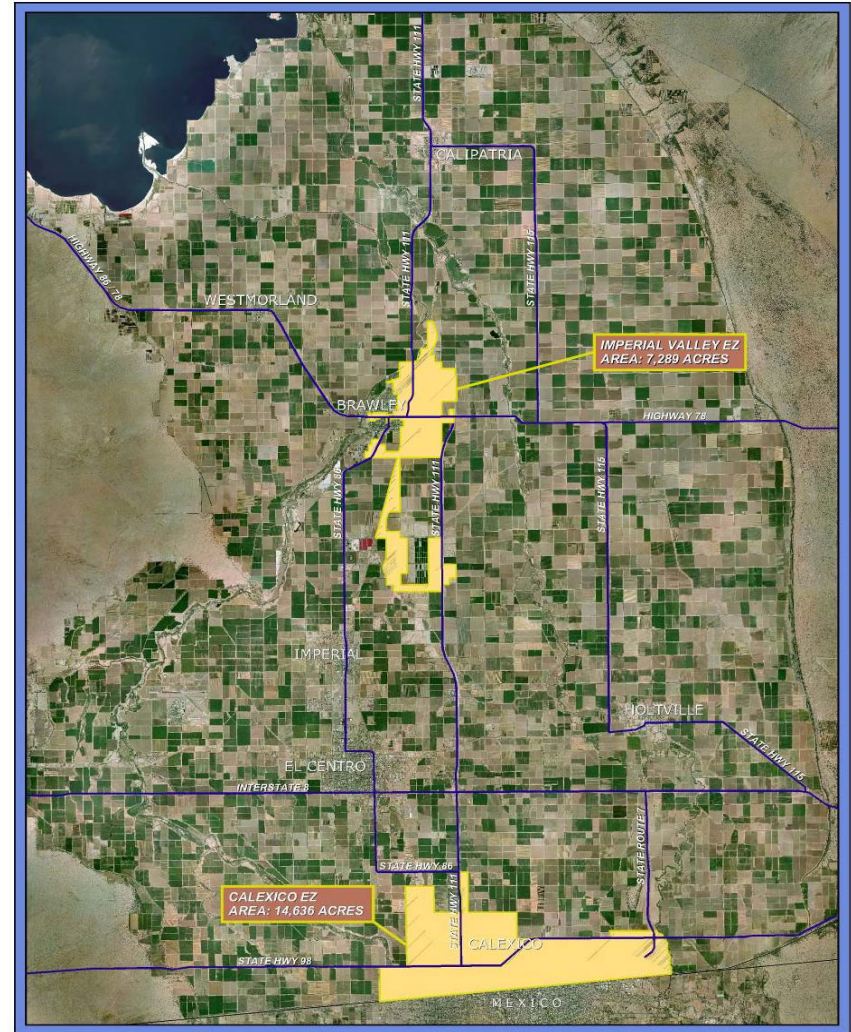 STATE HWY 111
CALIPATRIA
HIGHWAY 86 / 78
STATE HWY 111
STATE HWY 115
WESTMORLAND
IMPERIAL VALLEY EZ
AREA: 7,289 ACRES
BRAWLEY
HIGHWAY 78
STATE HWY 86
STATE HWY 111
STATE HWY 115
IMPERIAL
HOLTVILLE
STATE HWY 115
EL CENTRO
INTERSTATE 8
STATE ROUTE 7
STATE HWY 86
CALEXICO EZ
AREA: 14,636 ACRES
STATE HWY 111
CALEXICO
STATE HWY 98
MEXICO